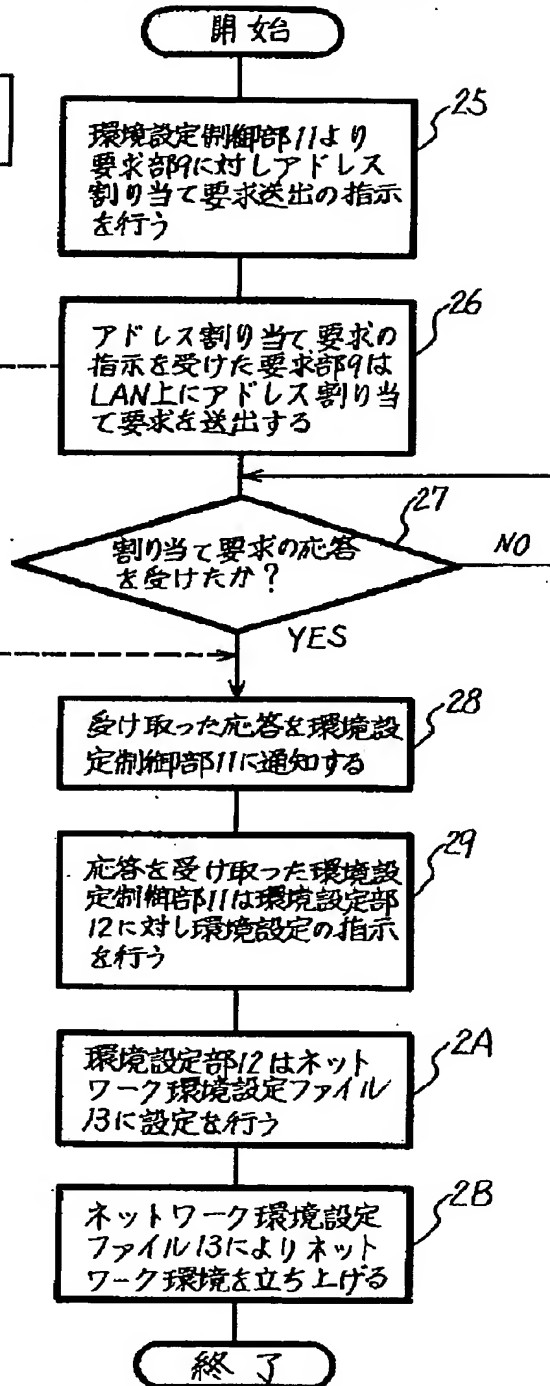 開始
25
環境設定制御部11より
要求部9に対しアドレス
割り当て要求送出の指示
を行う
26
アドレス割り当て要求の
指示を受けた要求部9は
LAN上にアドレス割り当
て要求を送出する
27
割り当て要求の応答
を受けたか?
NO
YES
28
受け取った応答を環境設
定制御部11に通知する
29
応答を受け取った環境設
定制御部11は環境設定部
12に対し環境設定の指示
を行う
2A
環境設定部12はネット
ワーク環境設定ファイル
13に設定を行う
2B
ネットワーク環境設定
ファイル13によりネット
ワーク環境を立ち上げる
終了